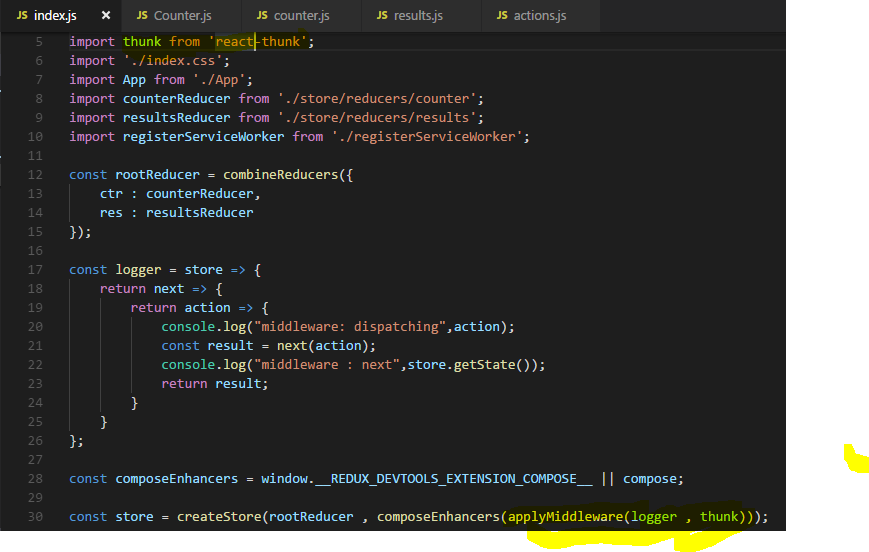 JS index.js × JS Counter.js JS counter.js JS results.js JS actions.js
5 import thunk from 'react-thunk';
6 import './index.css';
7 import App from './App';
8 import counterReducer from './store/reducers/counter';
9 import resultsReducer from './store/reducers/results';
10 import registerServiceWorker from './registerServiceWorker';
11
12 const rootReducer = combineReducers({
13 ctr : counterReducer,
14 res : resultsReducer
15 });
16
17 const logger = store => {
18 return next => {
19 return action => {
20 console.log("middleware: dispatching",action);
21 const result = next(action);
22 console.log("middleware : next",store.getState());
23 return result;
24 }
25 }
26 };
27
28 const composeEnhancers = window.__REDUX_DEVTOOLS_EXTENSION_COMPOSE__ || compose;
29
30 const store = createStore(rootReducer , composeEnhancers(applyMiddleware(logger , thunk)));